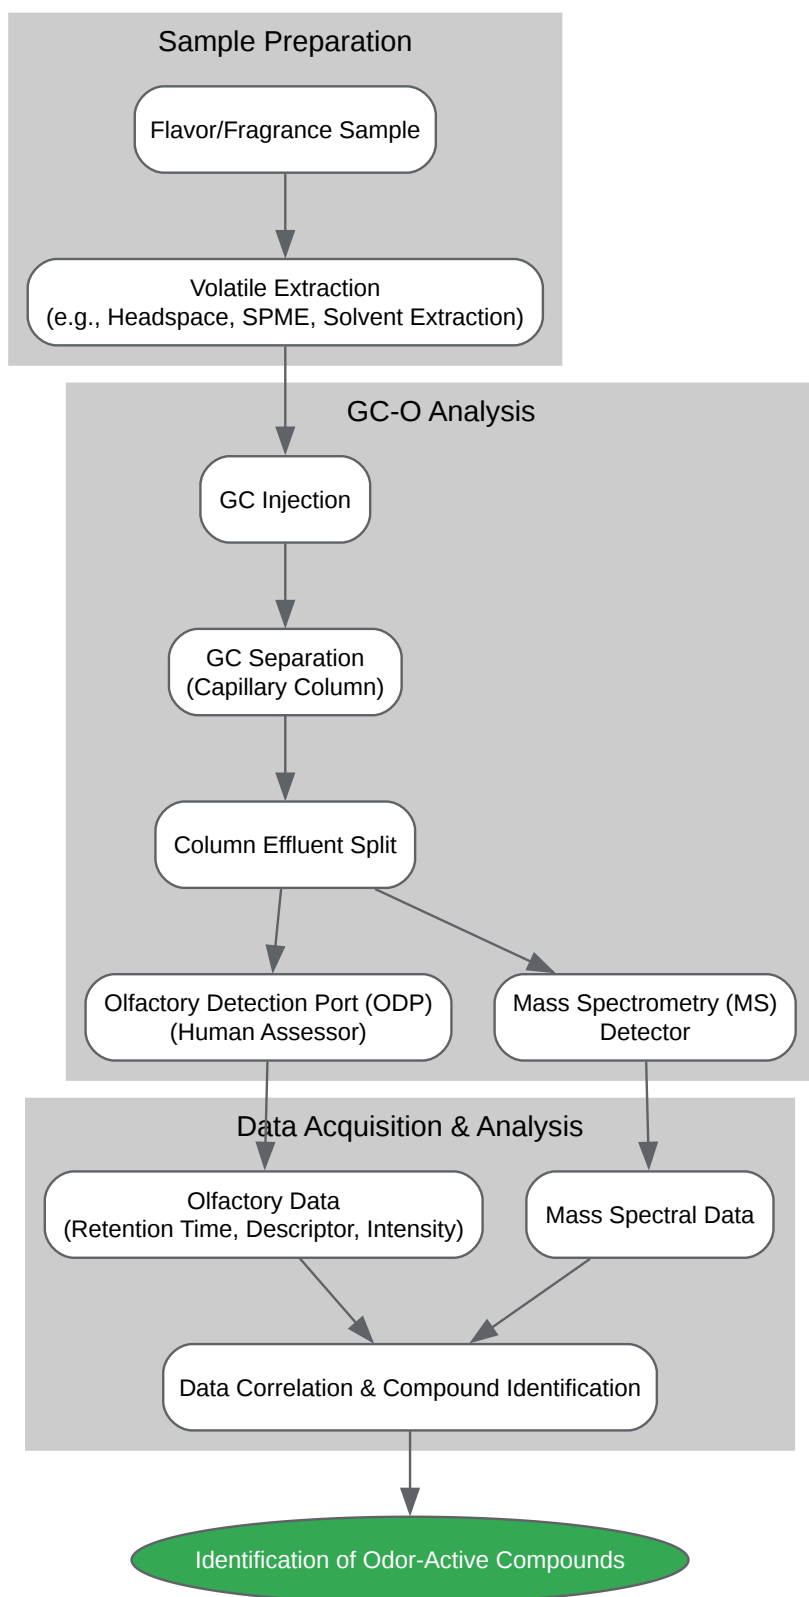 Sample Preparation
Flavor/Fragrance Sample
Volatile Extraction
(e.g., Headspace, SPME, Solvent Extraction)
GC-O Analysis
GC Injection
GC Separation
(Capillary Column)
Column Effluent Split
Olfactory Detection Port (ODP)
(Human Assessor)
Mass Spectrometry (MS)
Detector
Data Acquisition & Analysis
Olfactory Data
(Retention Time, Descriptor, Intensity)
Mass Spectral Data
Data Correlation & Compound Identification
Identification of Odor-Active Compounds